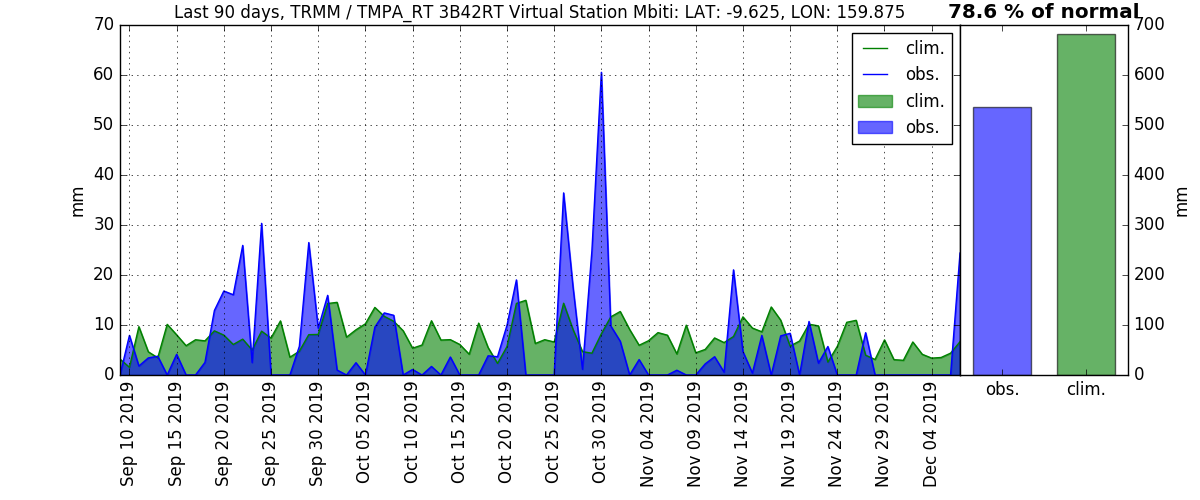 Last 90 days, TRMM / TMPA_RT 3B42RT Virtual Station Mbiti: LAT: -9.625, LON: 159.875
78.6 % of normal
70
60
50
40
30
20
10
0
mm
clim.
obs.
clim.
obs.
Sep 10 2019
Sep 15 2019
Sep 20 2019
Sep 25 2019
Sep 30 2019
Oct 05 2019
Oct 10 2019
Oct 15 2019
Oct 20 2019
Oct 25 2019
Oct 30 2019
Nov 04 2019
Nov 09 2019
Nov 14 2019
Nov 19 2019
Nov 24 2019
Nov 29 2019
Dec 04 2019
700
600
500
400
300
200
100
0
mm
obs.
clim.